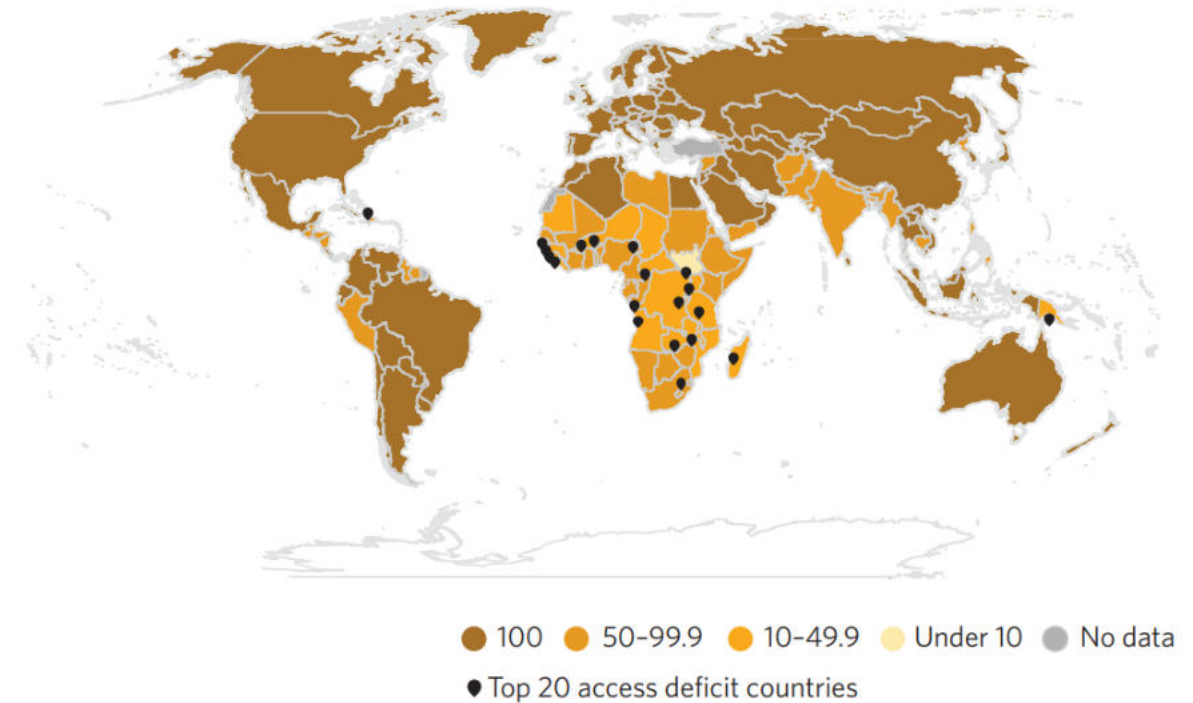 100 50–99.9 10–49.9 Under 10 No data
Top 20 access deficit countries